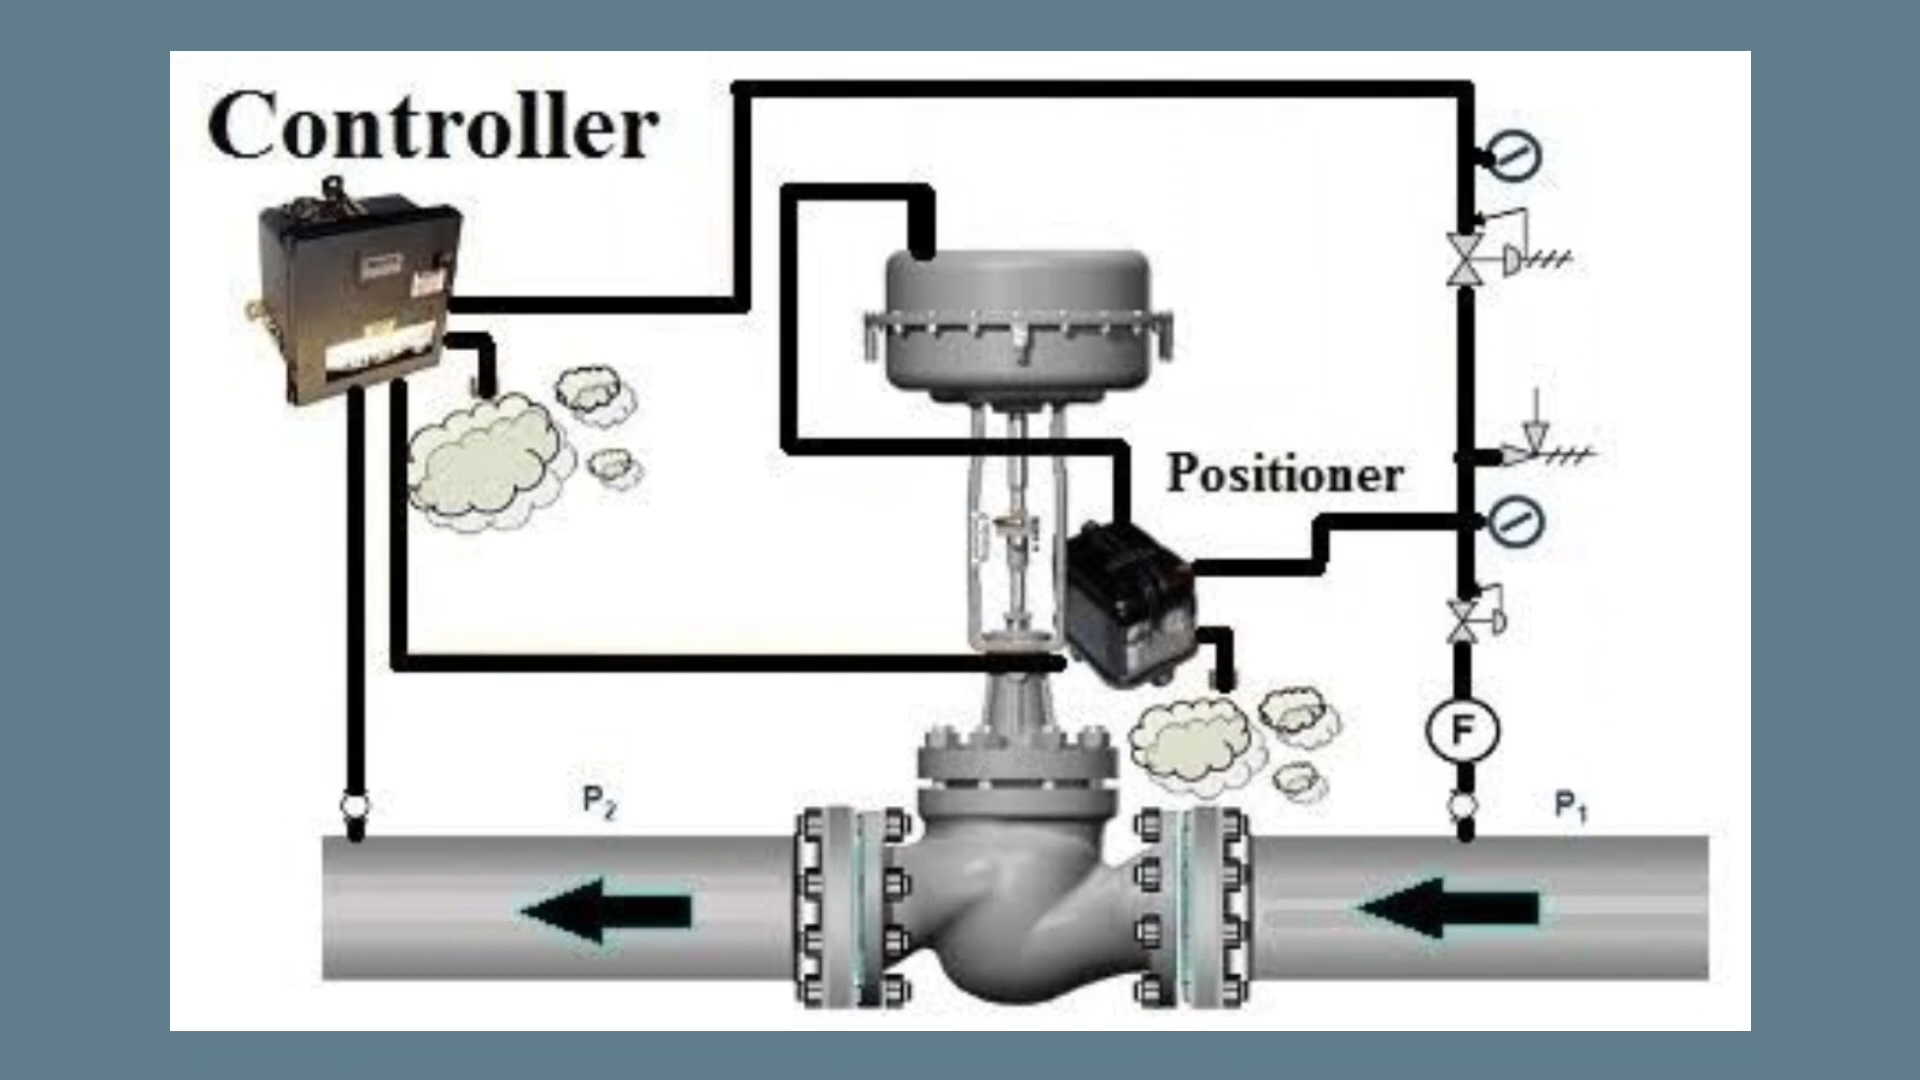 Controller
Positioner
F
P₂
P₁